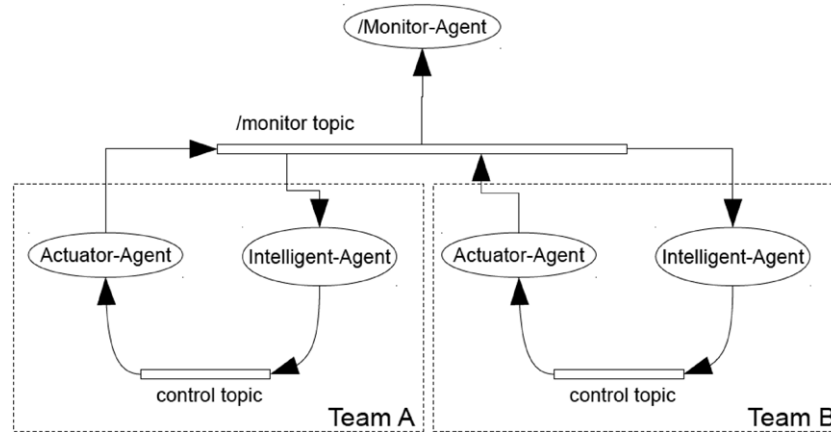 /Monitor-Agent
/monitor topic
Actuator-Agent
Intelligent-Agent
Actuator-Agent
Intelligent-Agent
control topic
control topic
Team A
Team B